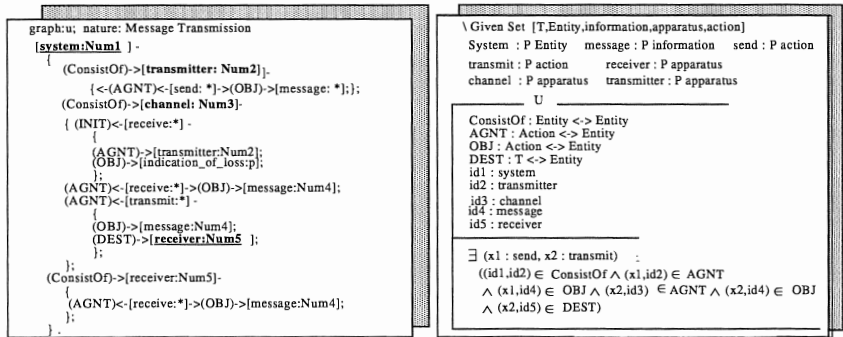 graph:u; nature: Message Transmission
[system:Num1 ] -
{
(ConsistOf)->[transmitter: Num2]]-
{<-(AGNT)<-[send: *]->(OBJ)->[message: *];};
(ConsistOf)->[channel: Num3]-
{ (INIT)<-[receive:*] -
{
(AGNT)->[transmitter:Num2];
(OBJ)->[indication_of_loss:p];
};
(AGNT)<-[receive:*]->(OBJ)->[message:Num4];
(AGNT)<-[transmit:*] -
{
(OBJ)->[message:Num4];
(DEST)->[receiver:Num5 ];
};
};
(ConsistOf)->[receiver:Num5]-
{
(AGNT)<-[receive:*]->(OBJ)->[message:Num4];
};
} .
\ Given Set [T,Entity,information,apparatus,action]
System : P Entity message : P information send : P action
transmit : P action receiver : P apparatus
channel : P apparatus transmitter : P apparatus
U
ConsistOf : Entity <-> Entity
AGNT : Action <-> Entity
OBJ : Action <-> Entity
DEST : T <-> Entity
id1 : system
id2 : transmitter
id3 : channel
id4 : message
id5 : receiver
∃ (x1 : send, x2 : transmit) :
((id1,id2) ∈ ConsistOf ∧ (x1,id2) ∈ AGNT
∧ (x1,id4) ∈ OBJ ∧ (x2,id3) ∈ AGNT ∧ (x2,id4) ∈ OBJ
∧ (x2,id5) ∈ DEST)